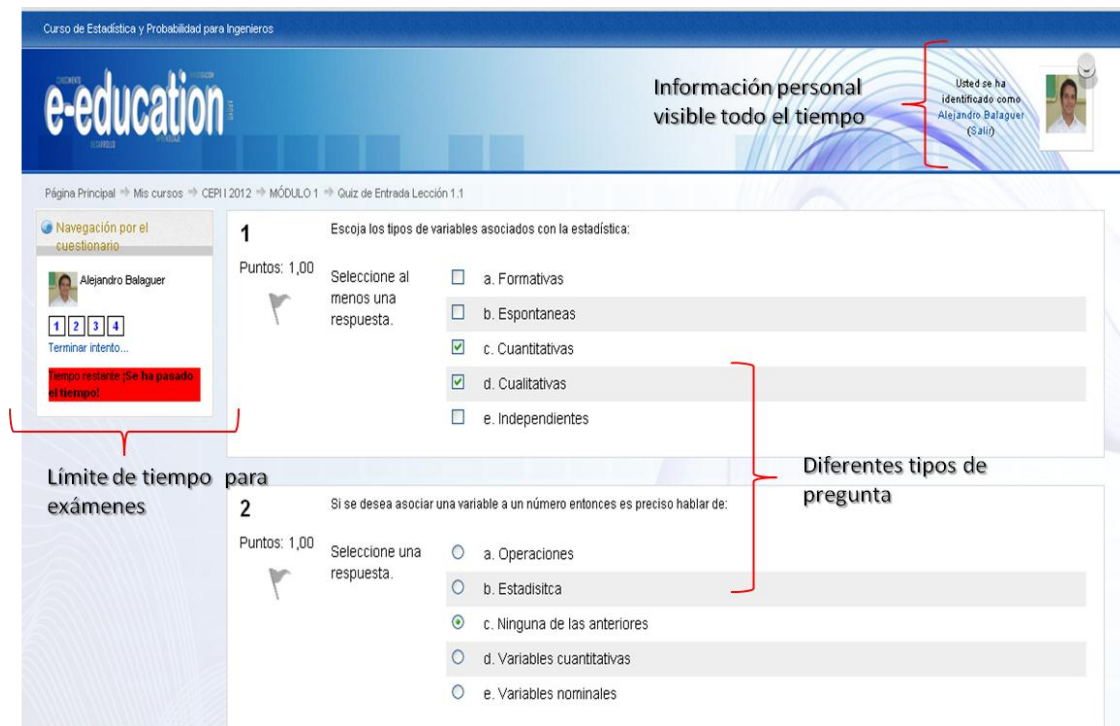 Curso de Estadística y Probabilidad para Ingenieros
e-education
Información personal
visible todo el tiempo
Usted se ha
identificado como
Alejandro Balaguer
(Salir)
Página Principal ➔ Mis cursos ➔ CEPI I 2012 ➔ MÓDULO 1 ➔ Quiz de Entrada Lección 1.1
Navegación por el
cuestionario
Alejandro Balaguer
1 2 3 4
Terminar intento...
Tiempo restante ¡Se ha pasado
el tiempo!
Límite de tiempo para
exámenes
1
Puntos: 1,00
Escoja los tipos de variables asociados con la estadística:
Seleccione al
menos una
respuesta.
a. Formativas
b. Espontaneas
c. Cuantitativas
d. Cualitativas
e. Independientes
Diferentes tipos de
pregunta
2
Puntos: 1,00
Si se desea asociar una variable a un número entonces es preciso hablar de:
Seleccione una
respuesta.
a. Operaciones
b. Estadisitca
c. Ninguna de las anteriores
d. Variables cuantitativas
e. Variables nominales